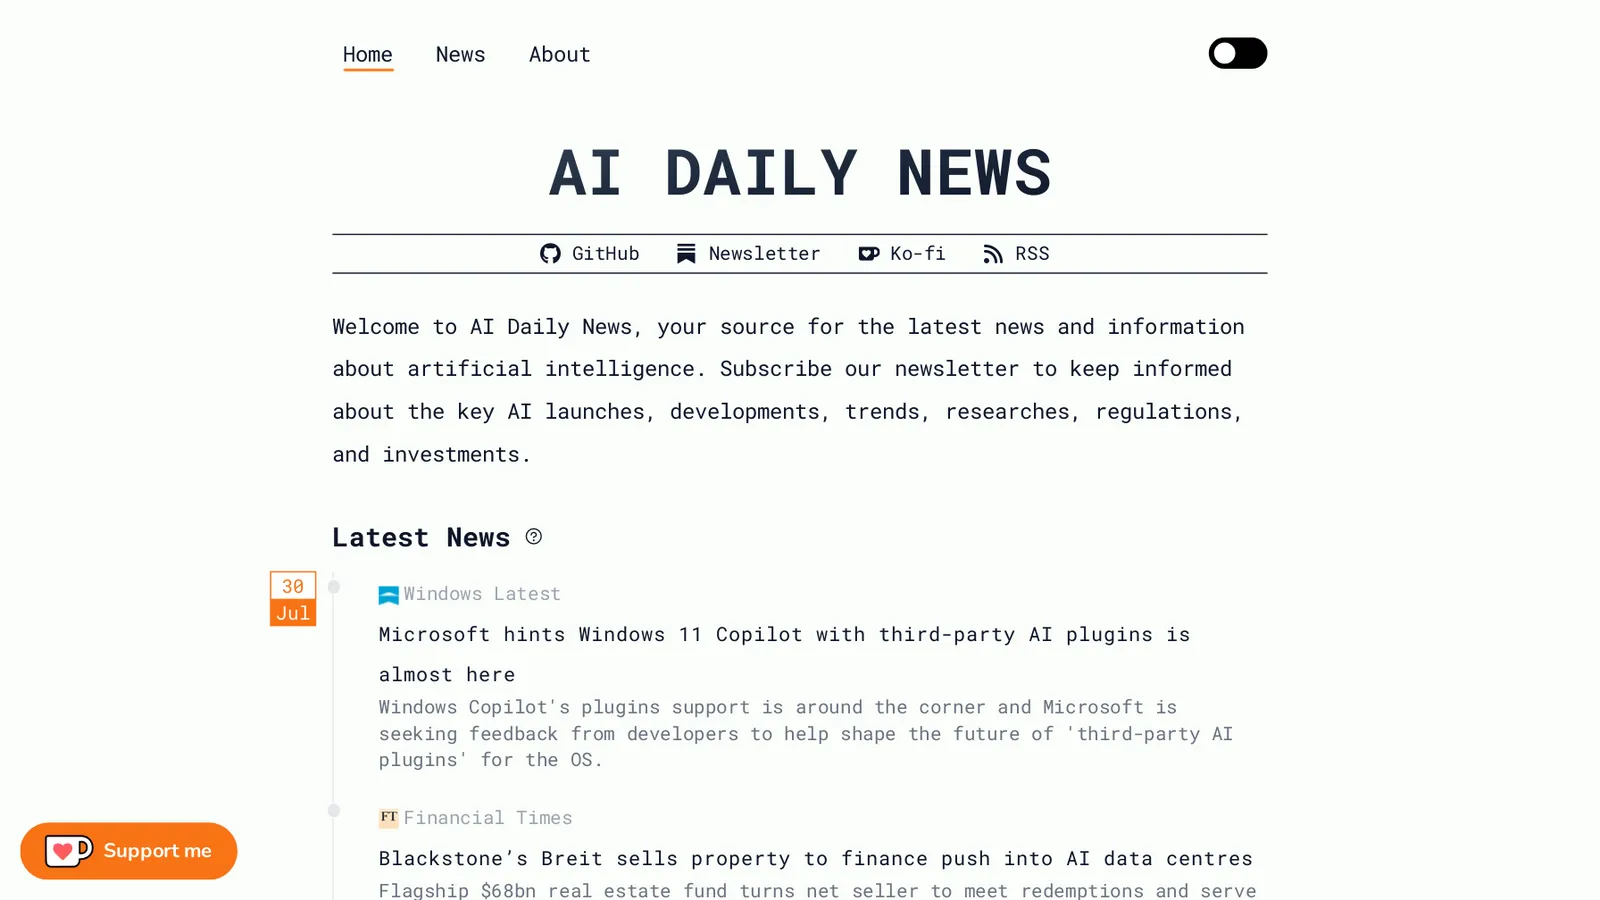 Home News About
AI DAILY NEWS
GitHub Newsletter Ko-fi RSS
Welcome to AI Daily News, your source for the latest news and information
about artificial intelligence. Subscribe our newsletter to keep informed
about the key AI launches, developments, trends, researches, regulations,
and investments.
Latest News ?
30
Jul
Windows Latest
Microsoft hints Windows 11 Copilot with third-party AI plugins is
almost here
Windows Copilot's plugins support is around the corner and Microsoft is
seeking feedback from developers to help shape the future of 'third-party AI
plugins' for the OS.
FT Financial Times
Blackstone’s Breit sells property to finance push into AI data centres
Flagship $68bn real estate fund turns net seller to meet redemptions and serve
Support me